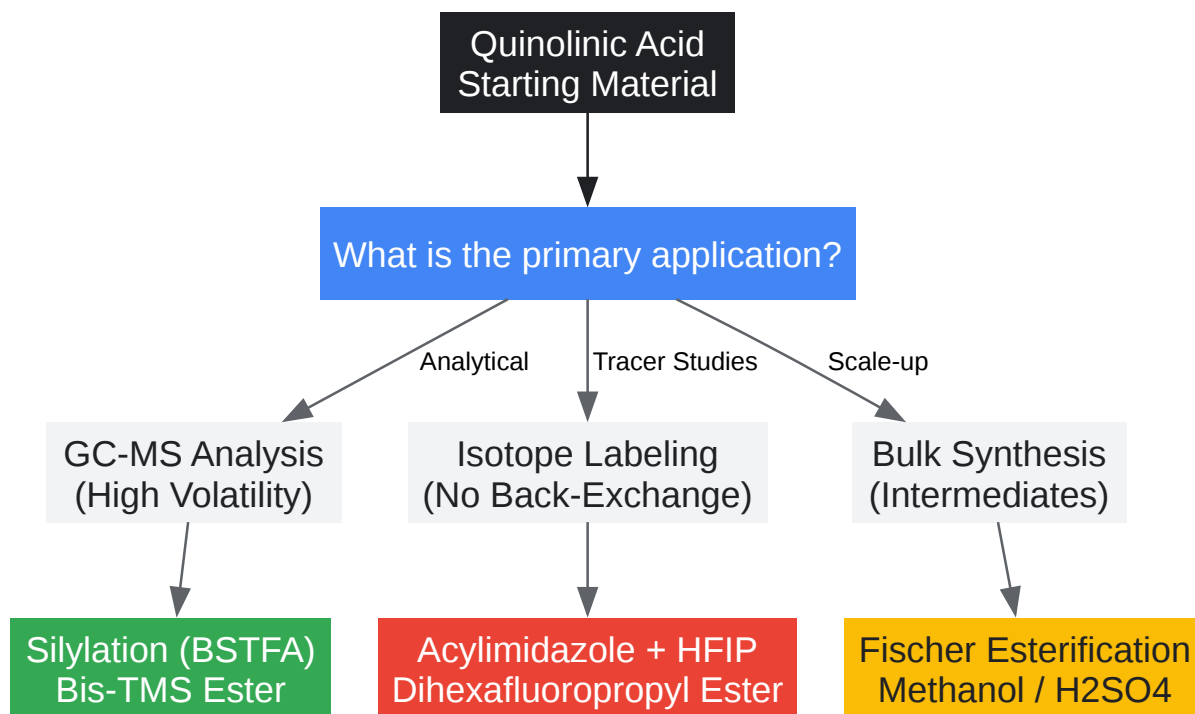 Quinolinic Acid
Starting Material
What is the primary application?
Analytical
Tracer Studies
Scale-up
GC-MS Analysis
(High Volatility)
Isotope Labeling
(No Back-Exchange)
Bulk Synthesis
(Intermediates)
Silylation (BSTFA)
Bis-TMS Ester
Acylimidazole + HFIP
Dihexafluoropropyl Ester
Fischer Esterification
Methanol / H2SO4